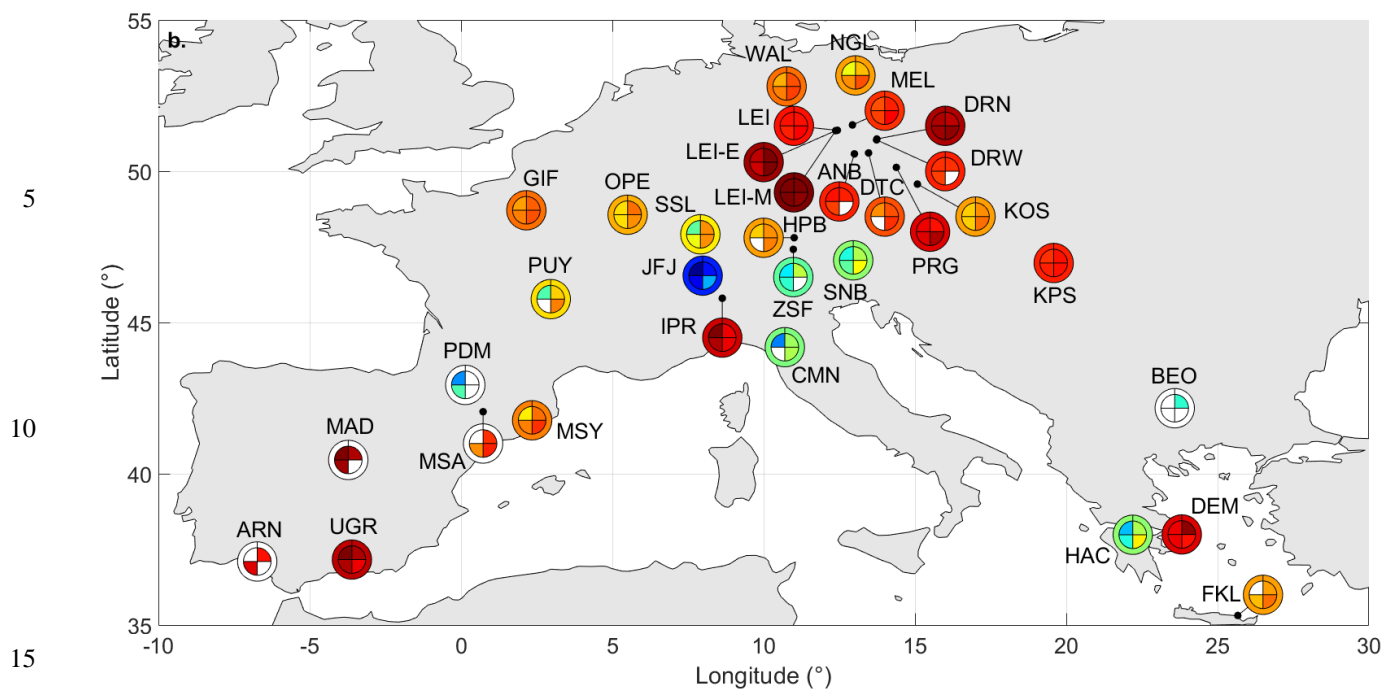 55
b.
NGL
WAL
MEL
DRN
LEI
LEI-E
DRW
50
ANB
5
GIF
OPE
LEI-M
DTC
SSL
KOS
HPB
PUY
JFJ
SNB
PRG
KPS
ZSF
45
IPR
PDM
CMN
BEO
10
MAD
MSY
MSA
40
ARN
UGR
DEM
HAC
FKL
35
15
-10
-5
0
5
10
15
20
25
30
Latitude (°)
Longitude (°)